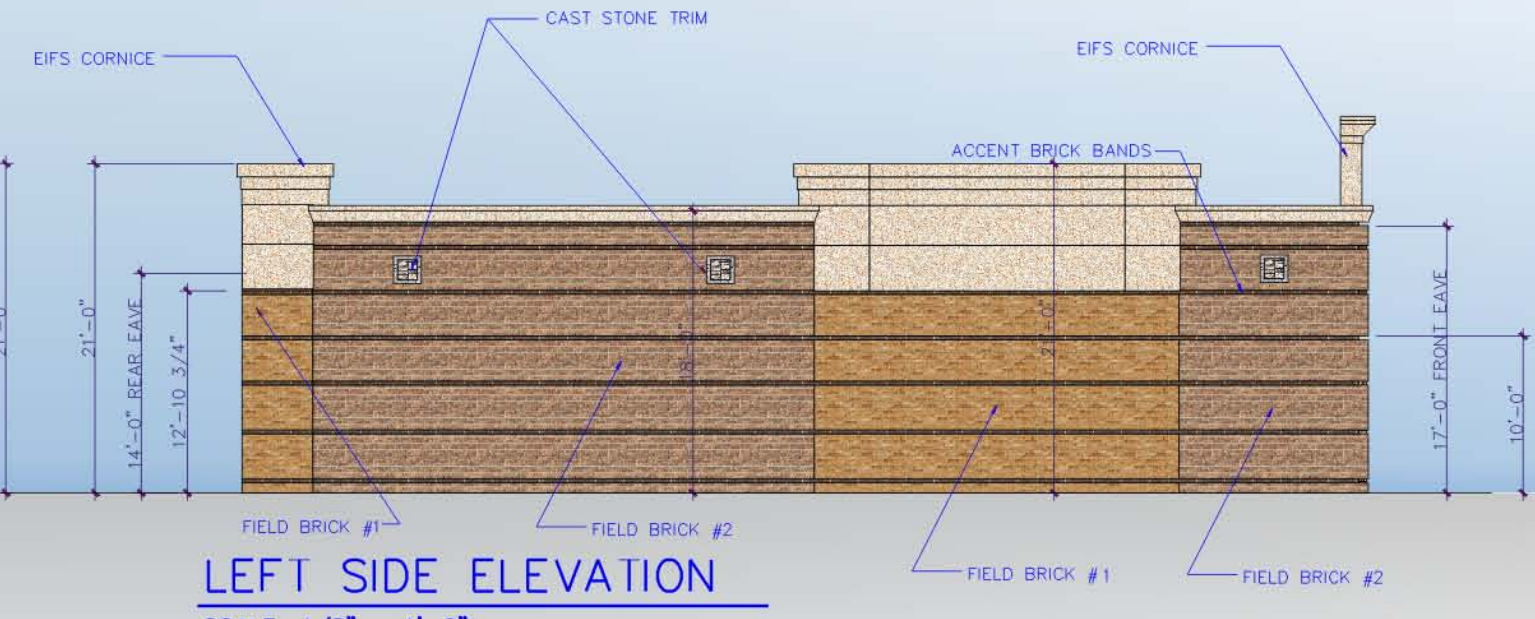 CAST STONE TRIM
EIFS CORNICE
EIFS CORNICE
ACCENT BRICK BANDS
21'-0"
14'-0" REAR EAVE
12'-10 3/4"
18'-0"
21'-0"
17'-0" FRONT EAVE
10'-0"
FIELD BRICK #1
FIELD BRICK #2
FIELD BRICK #1
FIELD BRICK #2
LEFT SIDE ELEVATION